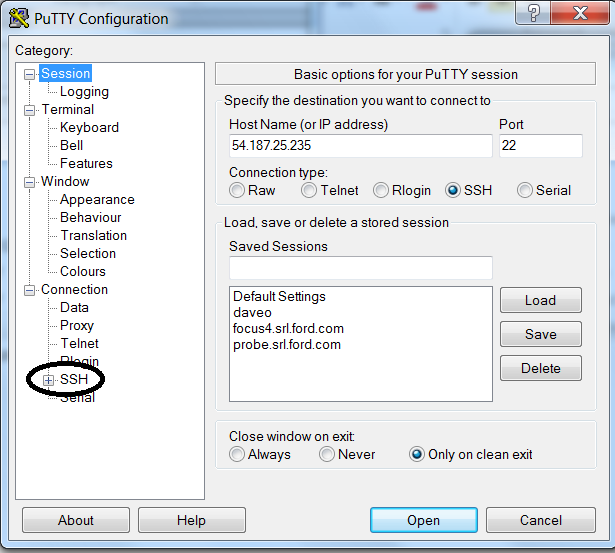 PuTTY Configuration
Category:
Session
Logging
Terminal
Keyboard
Bell
Features
Window
Appearance
Behaviour
Translation
Selection
Colours
Connection
Data
Proxy
Telnet
Rlogin
SSH
Serial
Basic options for your PuTTY session
Specify the destination you want to connect to
Host Name (or IP address) Port
54.187.25.235 22
Connection type:
Raw Telnet Rlogin SSH Serial
Load, save or delete a stored session
Saved Sessions
Default Settings
daveo
focus4.srl.ford.com
probe.srl.ford.com
Load
Save
Delete
Close window on exit:
Always Never Only on clean exit
About Help Open Cancel